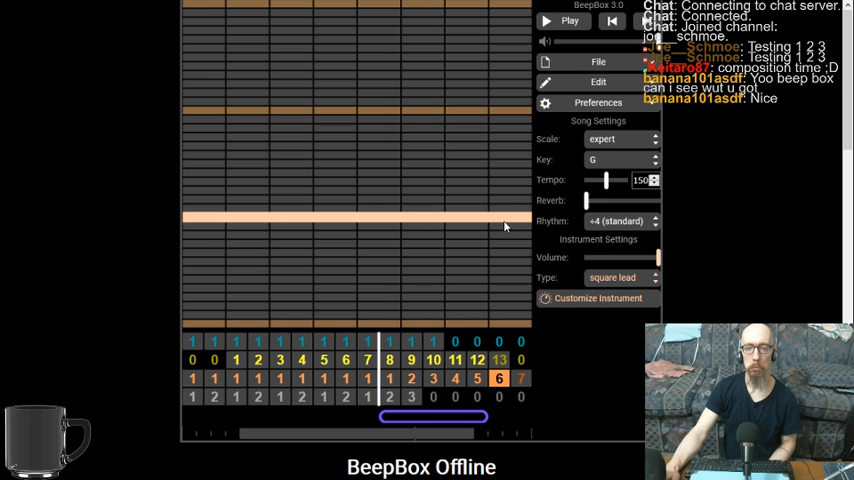 BeepBox 3.0
Play
File
Edit
Preferences
Song Settings
Scale: expert
Key: G
Tempo: 150
Reverb:
Rhythm: ÷4 (standard)
Instrument Settings
Volume:
Type: square lead
Customize Instrument
Chat: Connecting to chat server.
Chat: Connected.
Chat: Joined channel:
joe__schmoe.
Joe__Schmoe: Testing 1 2 3
Joe__Schmoe: Testing 1 2 3
Keitaro87: composition time ;D
banana101asdf: Yoo beep box
can i see wut u got
banana101asdf: Nice
1 1 1 1 1 1 1 1 1 1 1 1 0 0 0 0
0 0 1 2 3 4 5 6 7 8 9 10 11 12 13 0
1 1 1 1 1 1 1 1 1 1 2 3 4 5 6 7
1 2 1 2 1 2 1 2 1 2 3 0 0 0 0 0
BeepBox Offline